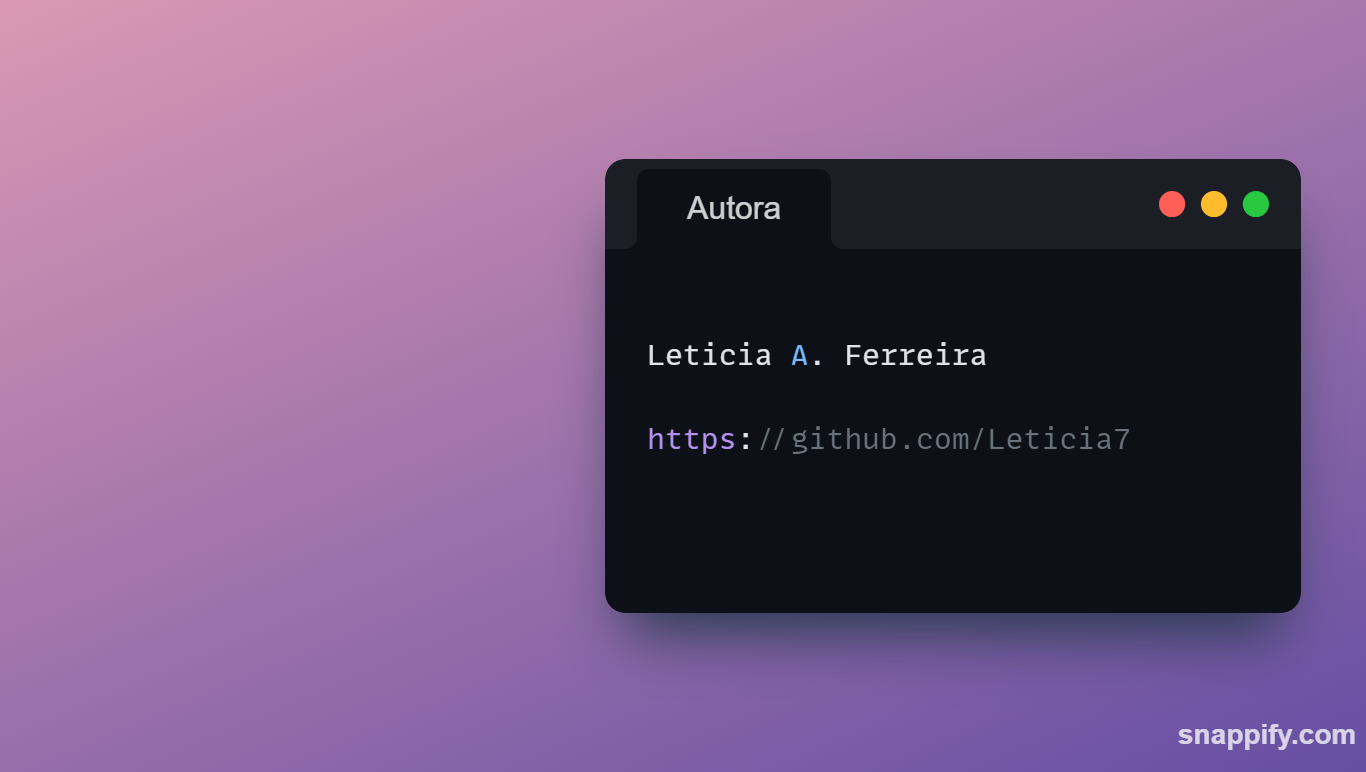 Autora
Leticia A. Ferreira
https://github.com/Leticia7
snappify.com